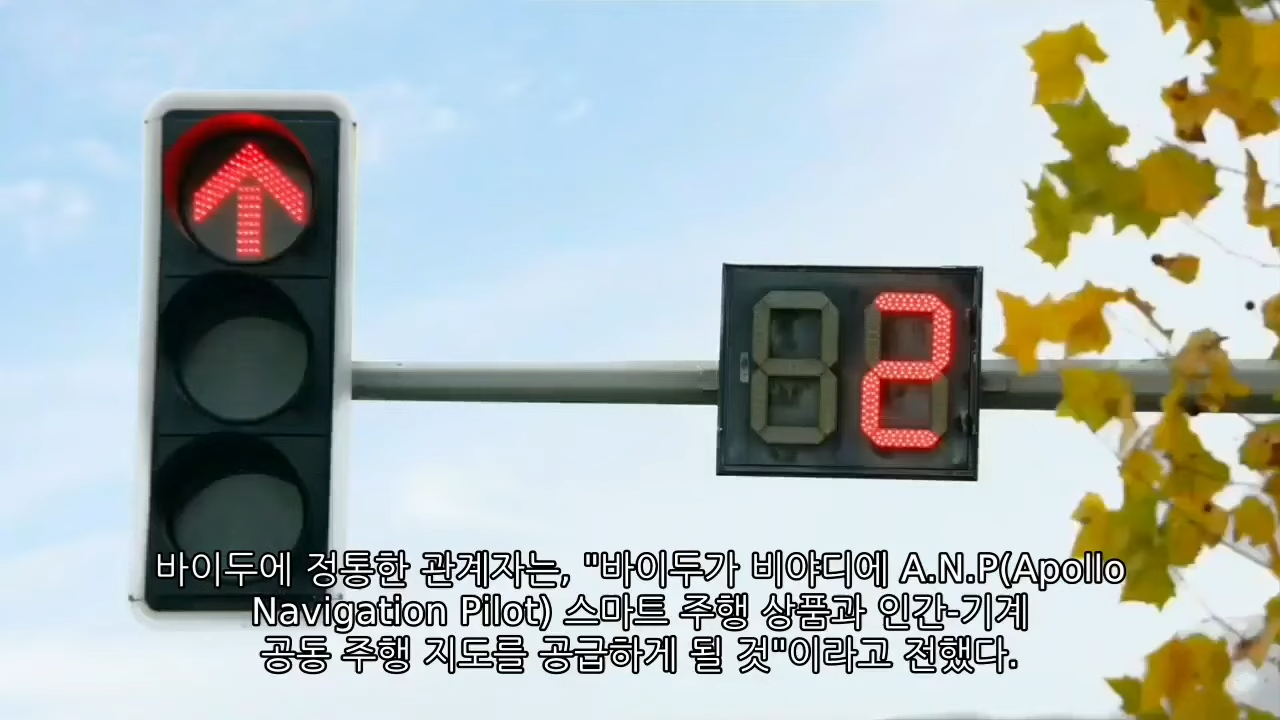 2
바이두에 정통한 관계자는, "바이두가 비야디에 A.N.P(Apollo
Navigation Pilot) 스마트 주행 상품과 인간-기계
공동 주행 지도를 공급하게 될 것"이라고 전했다.